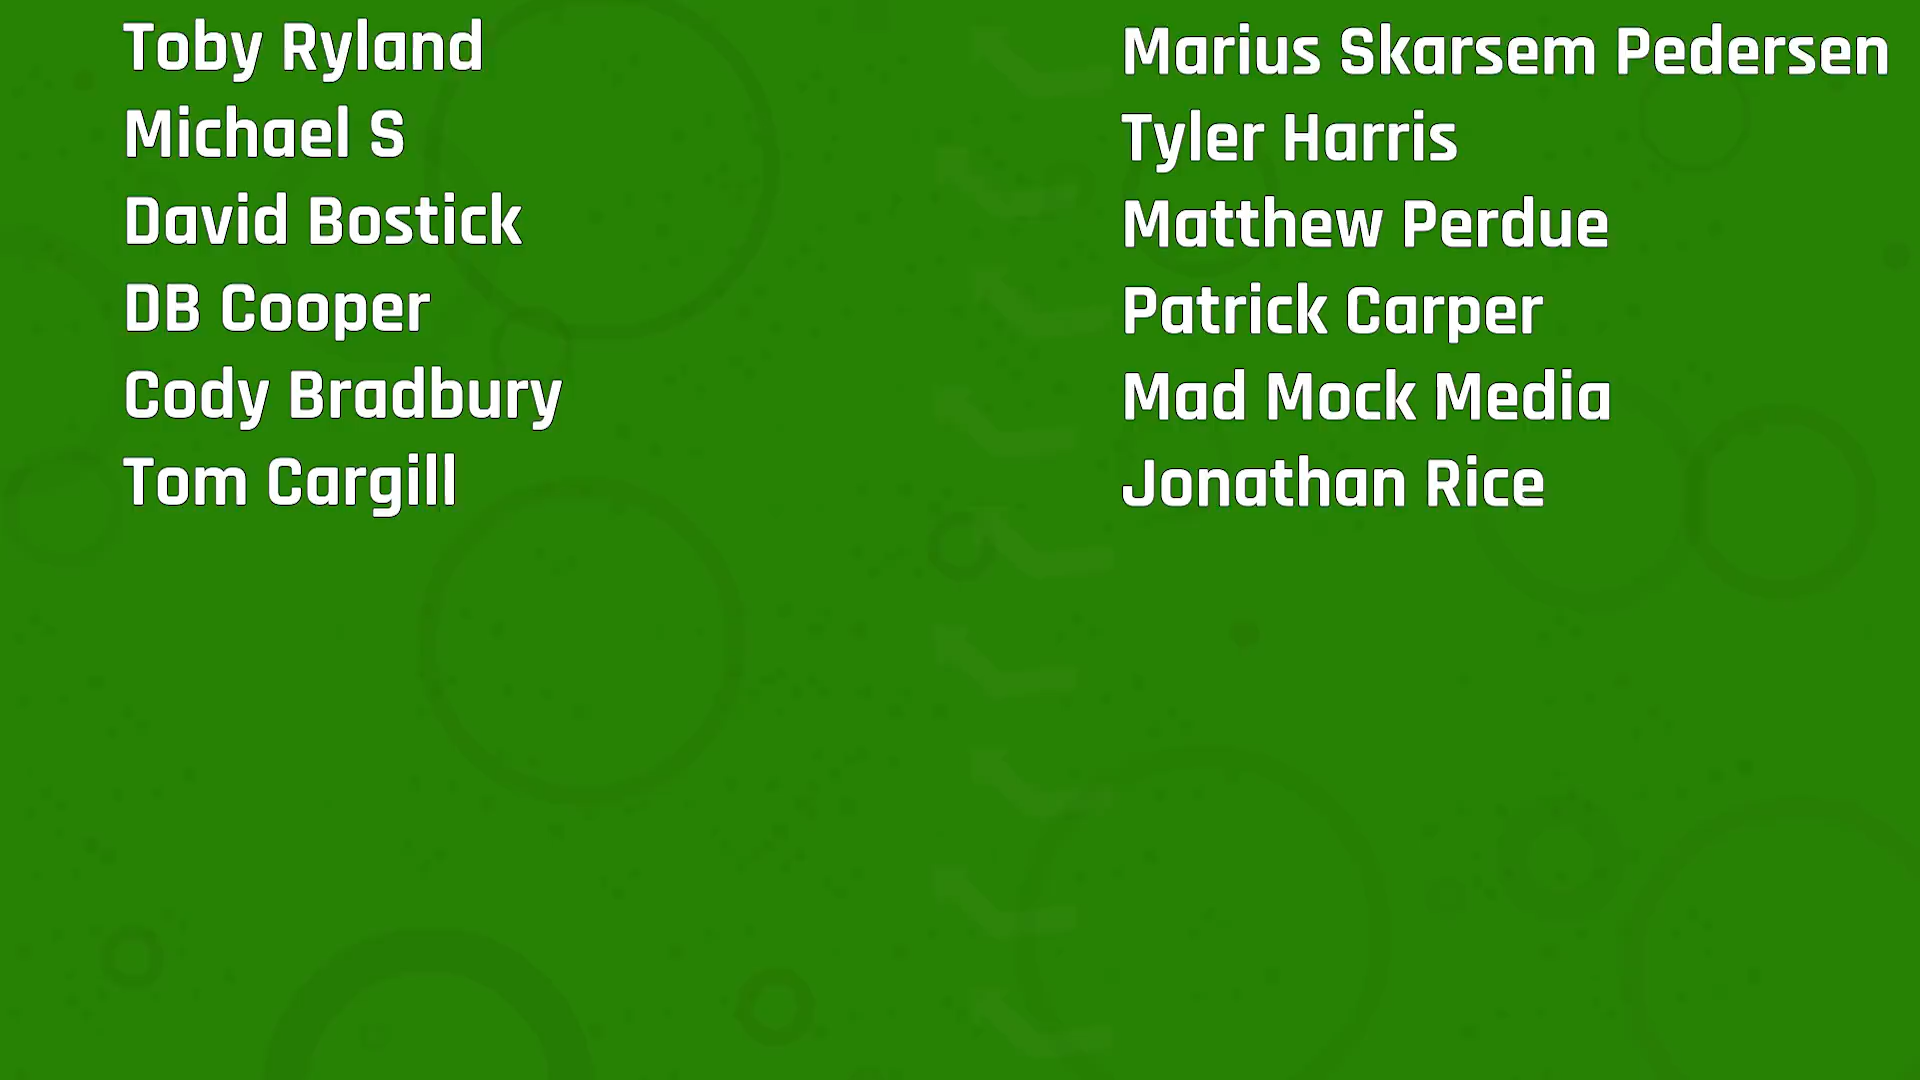 Toby Ryland
Michael S
David Bostick
DB Cooper
Cody Bradbury
Tom Cargill
Marius Skarsem Pedersen
Tyler Harris
Matthew Perdue
Patrick Carper
Mad Mock Media
Jonathan Rice